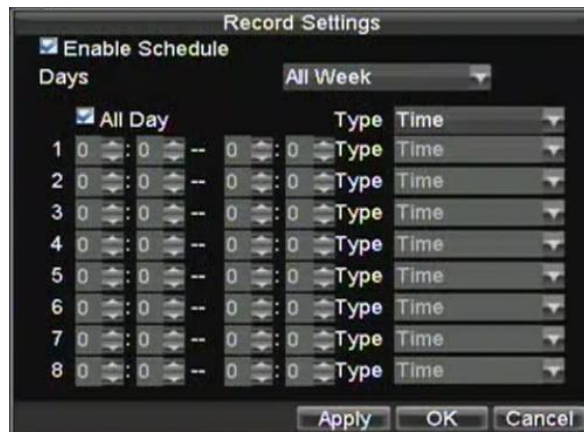 Record Settings
Enable Schedule
Days All Week
All Day Type Time
1 0 : 0 -- 0 : 0 Type Time
2 0 : 0 -- 0 : 0 Type Time
3 0 : 0 -- 0 : 0 Type Time
4 0 : 0 -- 0 : 0 Type Time
5 0 : 0 -- 0 : 0 Type Time
6 0 : 0 -- 0 : 0 Type Time
7 0 : 0 -- 0 : 0 Type Time
8 0 : 0 -- 0 : 0 Type Time
Apply OK Cancel